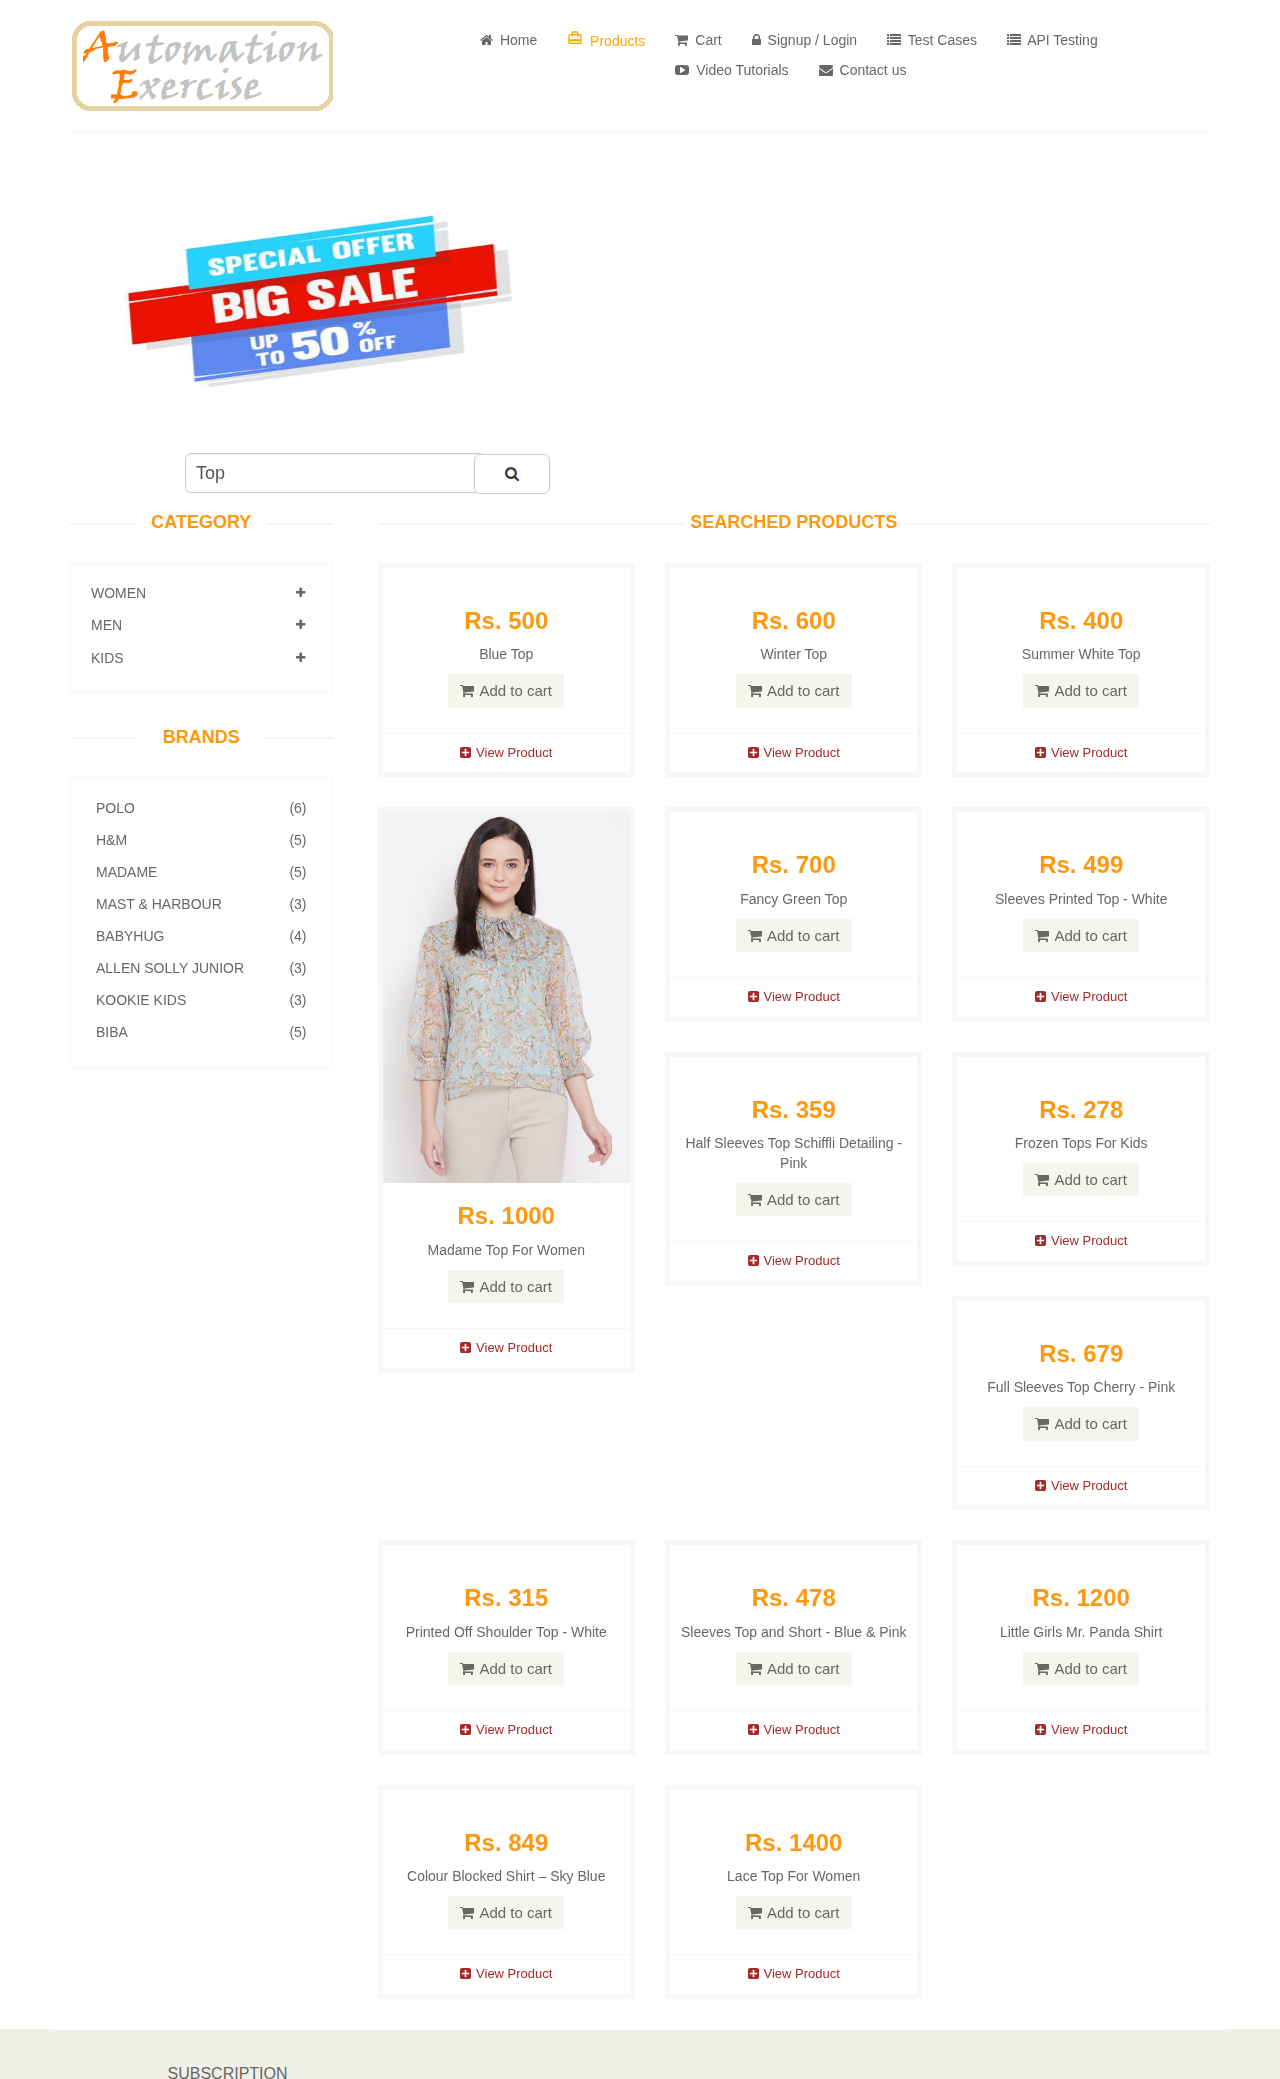 Automation
Exercise
Home
Products
Cart
Signup / Login
Test Cases
API Testing
Video Tutorials
Contact us
SPECIAL OFFER
BIG SALE
UP TO 50% OFF
Top
CATEGORY
WOMEN
MEN
KIDS
BRANDS
POLO (6)
H&M (5)
MADAME (5)
MAST & HARBOUR (3)
BABYHUG (4)
ALLEN SOLLY JUNIOR (3)
KOOKIE KIDS (3)
BIBA (5)
SEARCHED PRODUCTS
Rs. 500
Blue Top
Add to cart
View Product
Rs. 600
Winter Top
Add to cart
View Product
Rs. 400
Summer White Top
Add to cart
View Product
Rs. 1000
Madame Top For Women
Add to cart
View Product
Rs. 700
Fancy Green Top
Add to cart
View Product
Rs. 499
Sleeves Printed Top - White
Add to cart
View Product
Rs. 359
Half Sleeves Top Schiffli Detailing -
Pink
Add to cart
View Product
Rs. 278
Frozen Tops For Kids
Add to cart
View Product
Rs. 679
Full Sleeves Top Cherry - Pink
Add to cart
View Product
Rs. 315
Printed Off Shoulder Top - White
Add to cart
View Product
Rs. 478
Sleeves Top and Short - Blue & Pink
Add to cart
View Product
Rs. 1200
Little Girls Mr. Panda Shirt
Add to cart
View Product
Rs. 849
Colour Blocked Shirt – Sky Blue
Add to cart
View Product
Rs. 1400
Lace Top For Women
Add to cart
View Product
SUBSCRIPTION